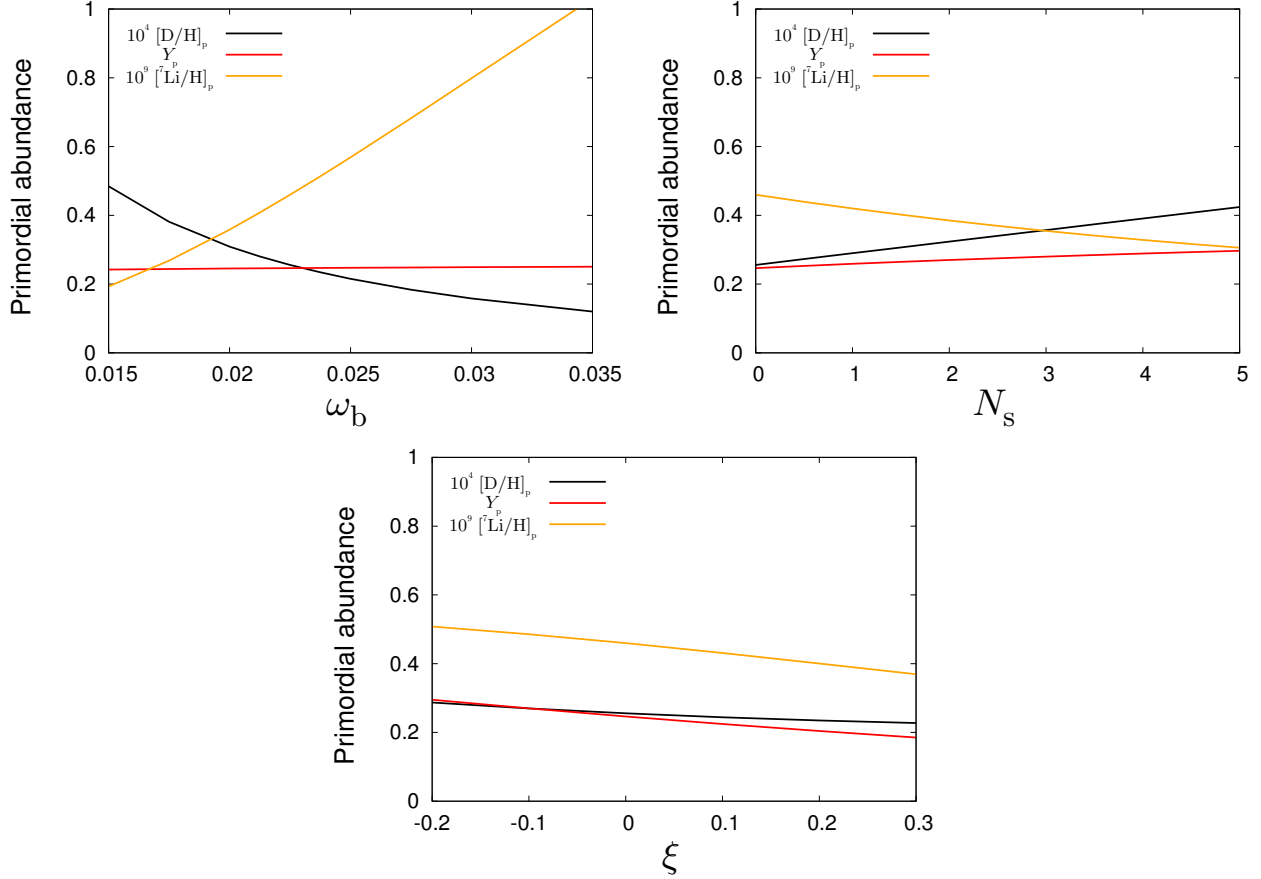 1
0.8
0.6
0.4
0.2
0
Primordial abundance
10⁴ [D/H]ₚ
Yₚ
10⁹ [⁷Li/H]ₚ
0.015 0.02 0.025 0.03 0.035
ω_b
1
0.8
0.6
0.4
0.2
0
Primordial abundance
10⁴ [D/H]ₚ
Yₚ
10⁹ [⁷Li/H]ₚ
0 1 2 3 4 5
N_s
1
0.8
0.6
0.4
0.2
0
Primordial abundance
10⁴ [D/H]ₚ
Yₚ
10⁹ [⁷Li/H]ₚ
-0.2 -0.1 0 0.1 0.2 0.3
ξ